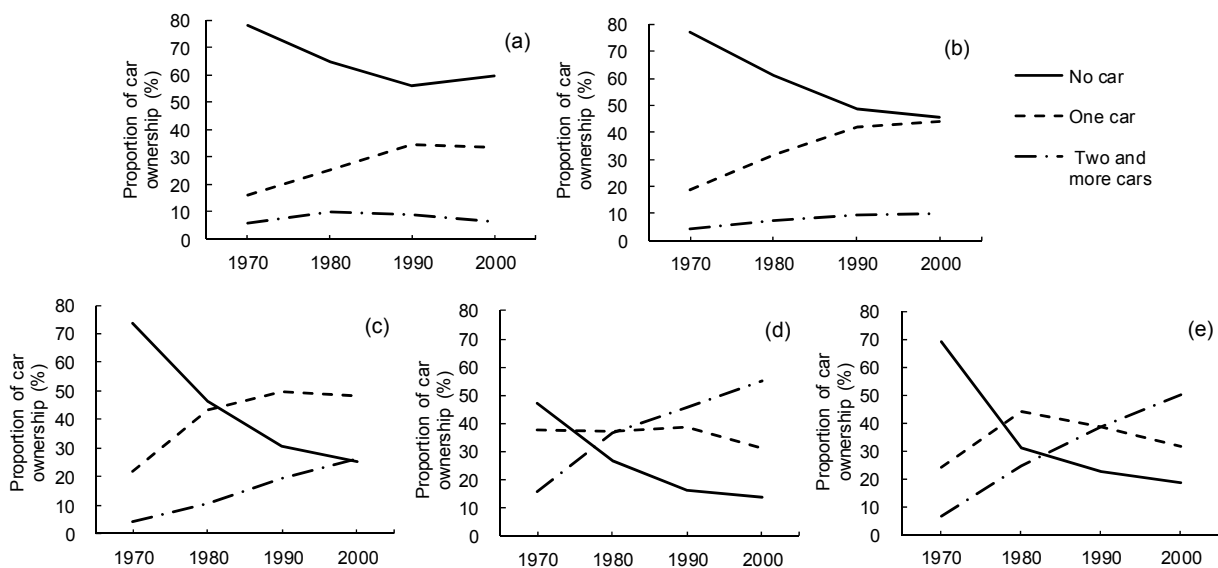 Proportion of car
ownership (%)
80
70
60
50
40
30
20
10
0
1970 1980 1990 2000
(a)
Proportion of car
ownership (%)
80
70
60
50
40
30
20
10
0
1970 1980 1990 2000
(b)
No car
One car
Two and
more cars
Proportion of car
ownership (%)
80
70
60
50
40
30
20
10
0
1970 1980 1990 2000
(c)
Proportion of car
ownership (%)
80
70
60
50
40
30
20
10
0
1970 1980 1990 2000
(d)
Proportion of car
ownership (%)
80
70
60
50
40
30
20
10
0
1970 1980 1990 2000
(e)